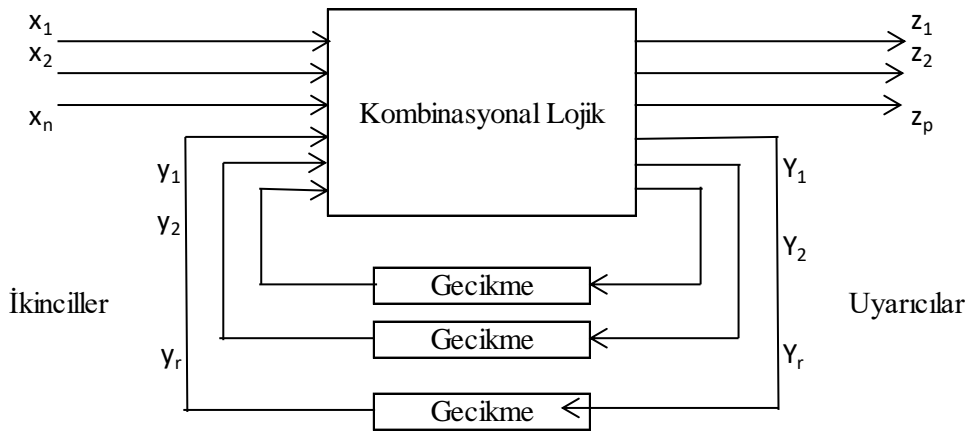 x₁
x₂
xₙ
Kombinasyonal Lojik
z₁
z₂
zₚ
y₁
y₂
yᵣ
Y₁
Y₂
Yᵣ
İkinciller
Uyarıcılar
Gecikme
Gecikme
Gecikme